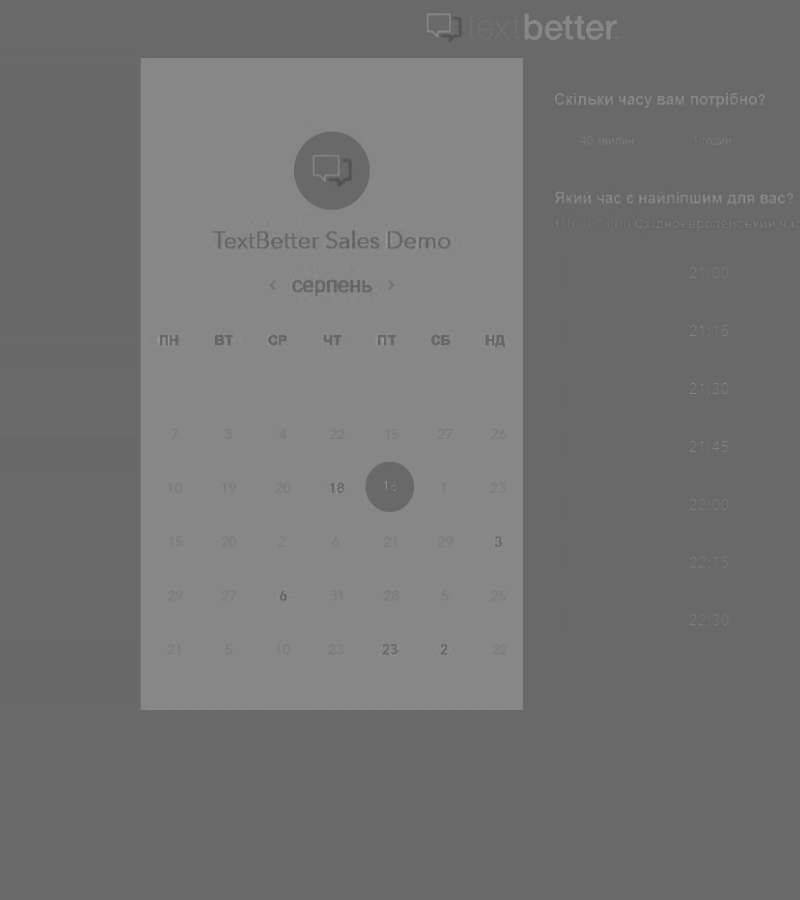 textbetter
TextBetter Sales Demo
‹ серпень ›
ПН ВТ СР ЧТ ПТ СБ НД
7 3 4 22 15 27 26
10 19 20 18 16 1 23
15 20 2 6 21 29 3
29 27 6 31 28 5 25
21 5 10 23 23 2 22
Скільки часу вам потрібно?
40 хвилин 1 годин
Який час є найліпшим для вас?
Східноєвропейський час
21:00
21:15
21:30
21:45
22:00
22:15
22:30